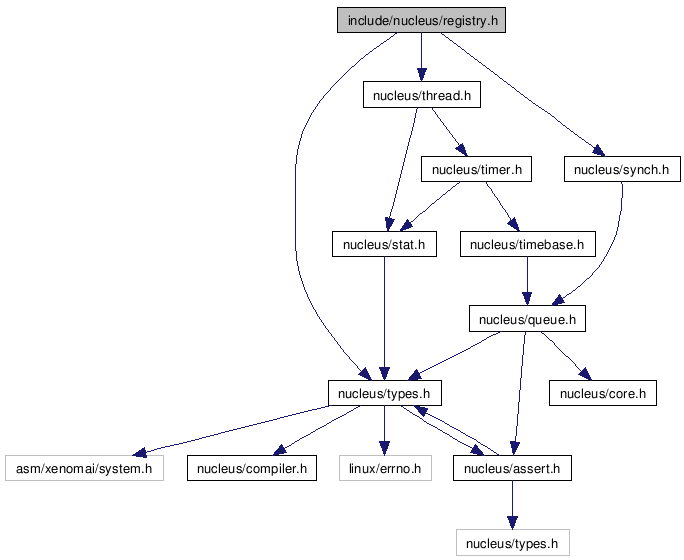 include/nucleus/registry.h
nucleus/thread.h
nucleus/timer.h
nucleus/synch.h
nucleus/stat.h
nucleus/timebase.h
nucleus/queue.h
nucleus/types.h
nucleus/core.h
asm/xenomai/system.h
nucleus/compiler.h
linux/errno.h
nucleus/assert.h
nucleus/types.h